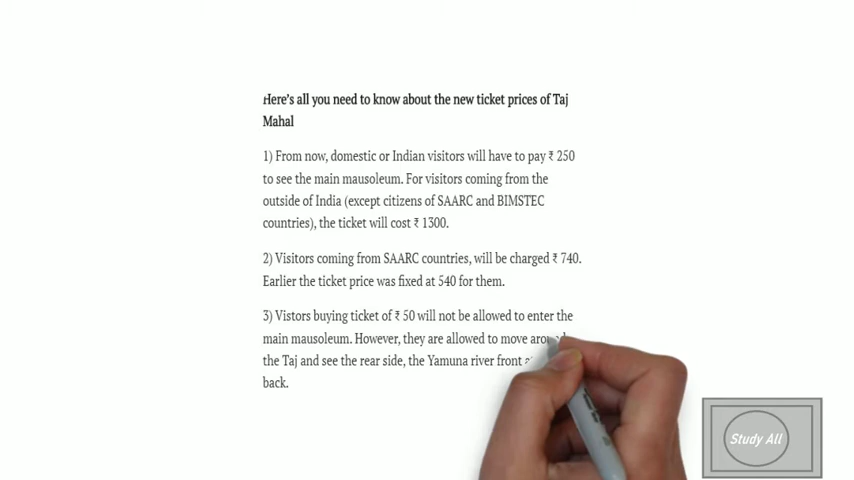 Here's all you need to know about the new ticket prices of Taj
Mahal
1) From now, domestic or Indian visitors will have to pay ₹ 250
to see the main mausoleum. For visitors coming from the
outside of India (except citizens of SAARC and BIMSTEC
countries), the ticket will cost ₹ 1300.
2) Visitors coming from SAARC countries, will be charged ₹ 740.
Earlier the ticket price was fixed at 540 for them.
3) Vistors buying ticket of ₹ 50 will not be allowed to enter the
main mausoleum. However, they are allowed to move
the Taj and see the rear side, the Yamuna river front
back.
Study All